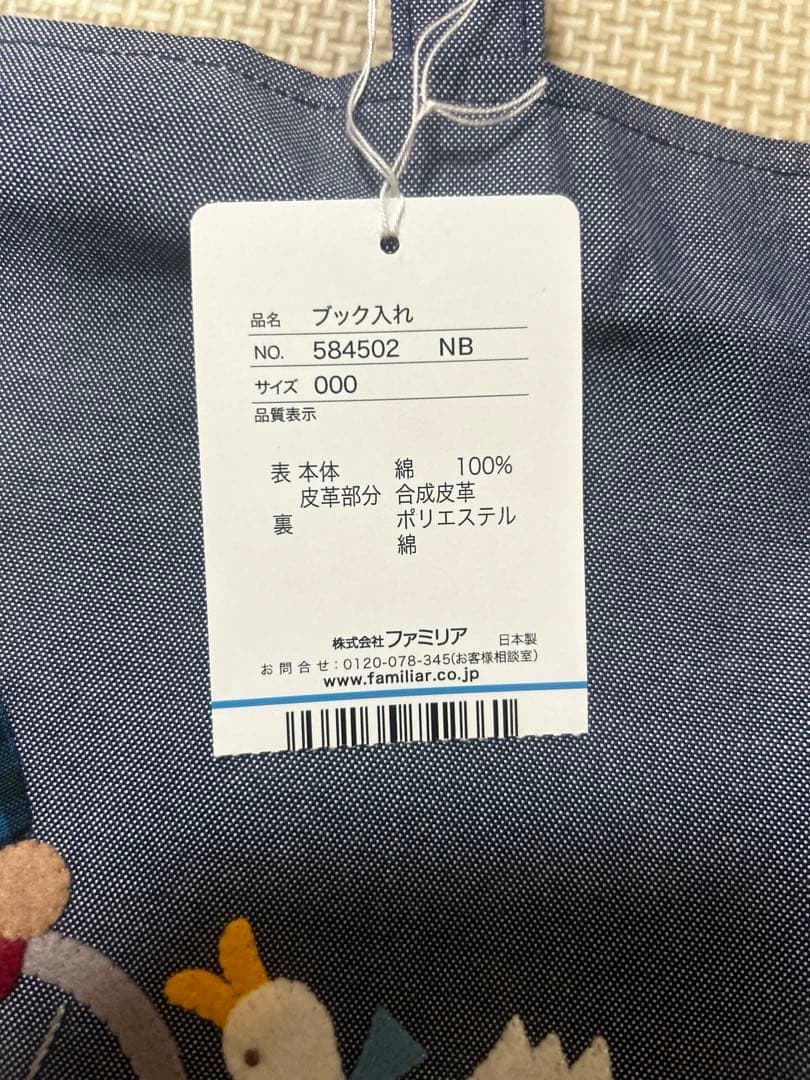 品名 ブック入れ
NO. 584502 NB
サイズ 000
品質表示
表 本体 綿 100%
皮革部分 合成皮革
裏 ポリエステル
綿
株式会社ファミリア 日本製
お問合せ:0120-078-345(お客様相談室)
www.familiar.co.jp